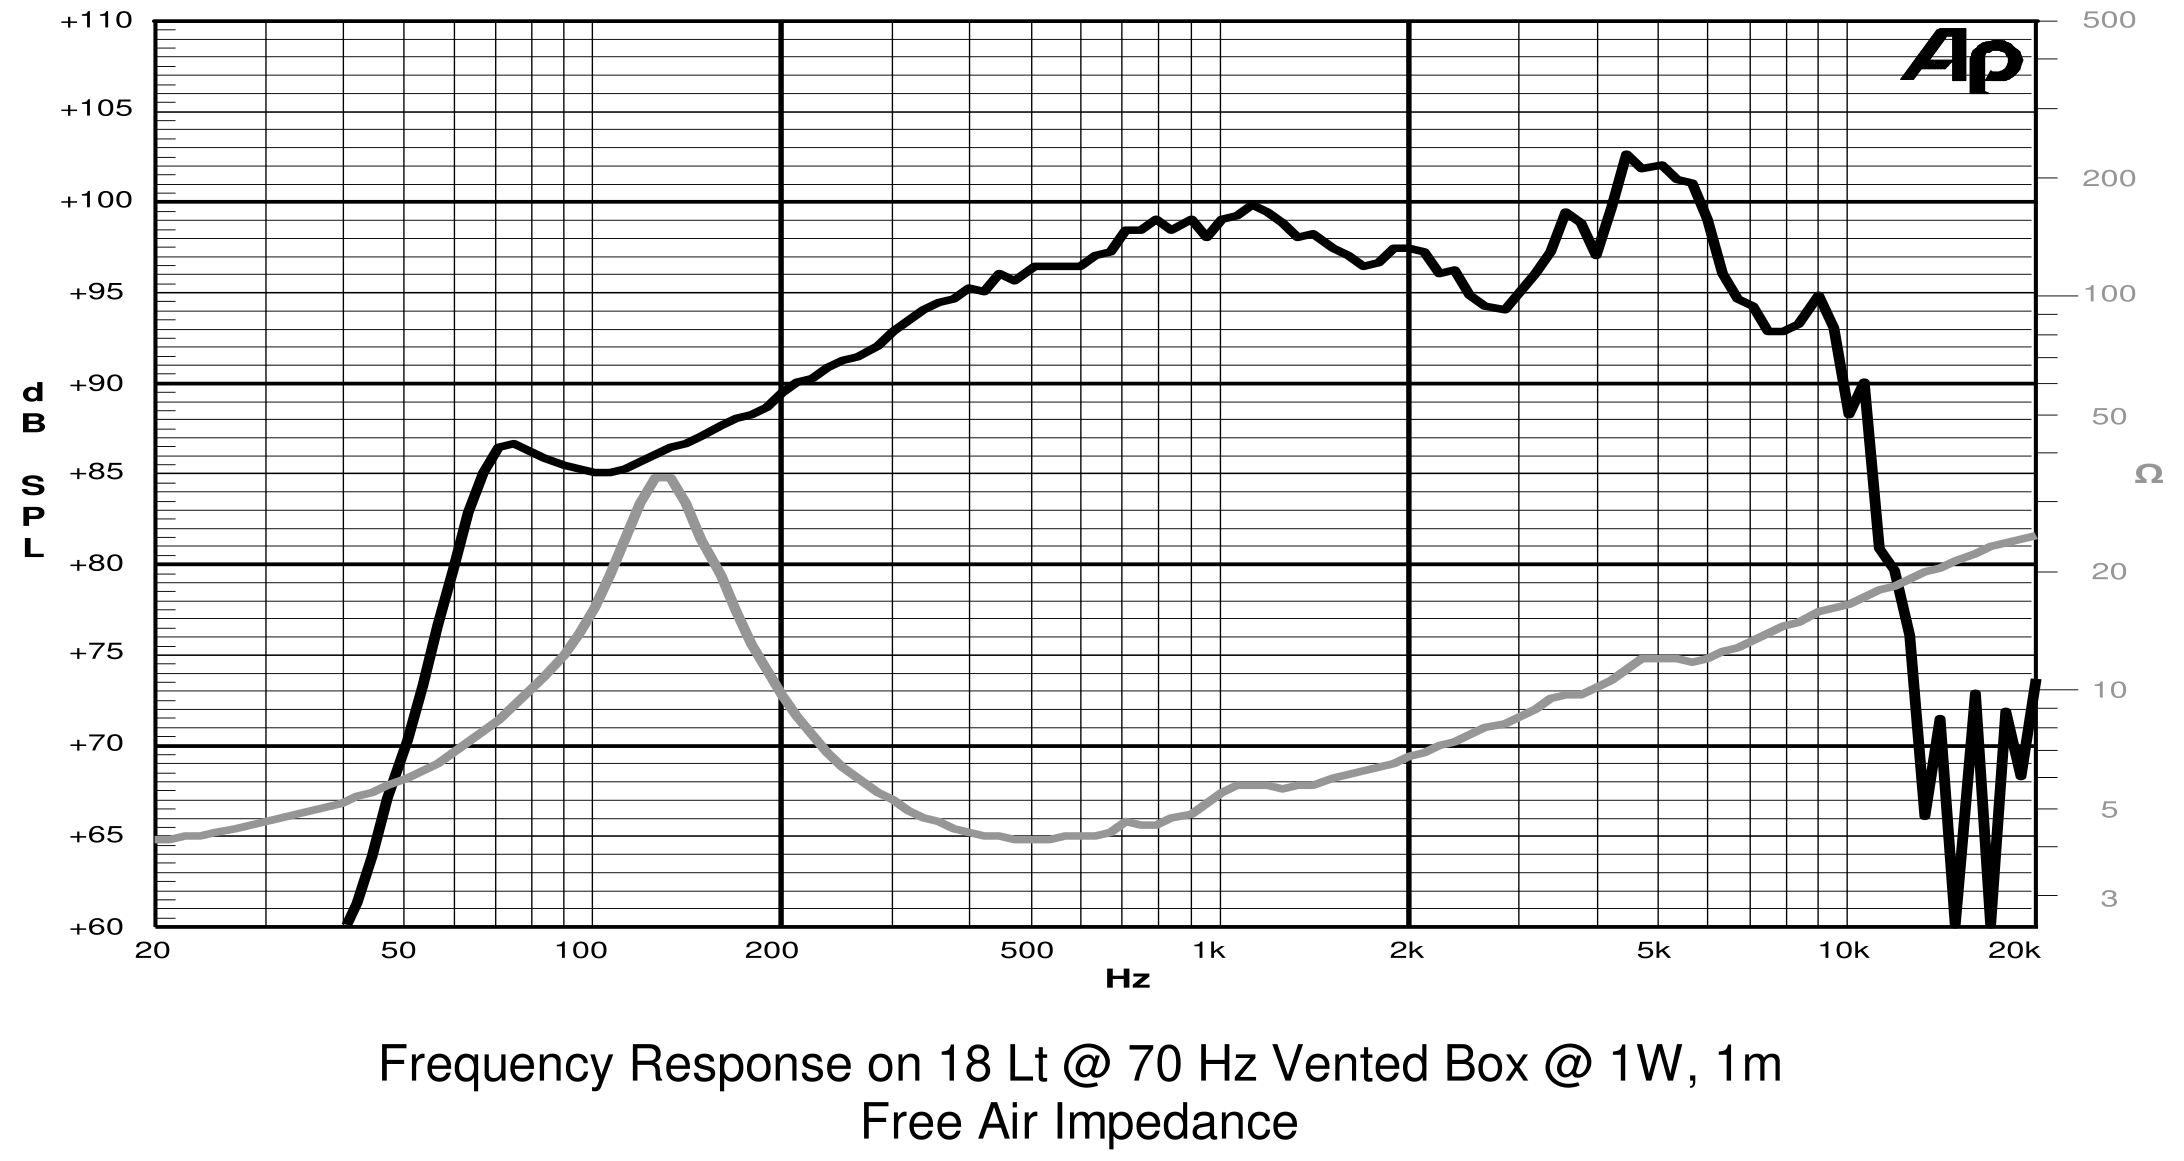 +110
+105
+100
+95
+90
+85
+80
+75
+70
+65
+60
dB SPL
500
200
100
50
20
10
5
3
Ω
Ap
20 50 100 200 500 1k 2k 5k 10k 20k
Hz
Frequency Response on 18 Lt @ 70 Hz Vented Box @ 1W, 1m
Free Air Impedance